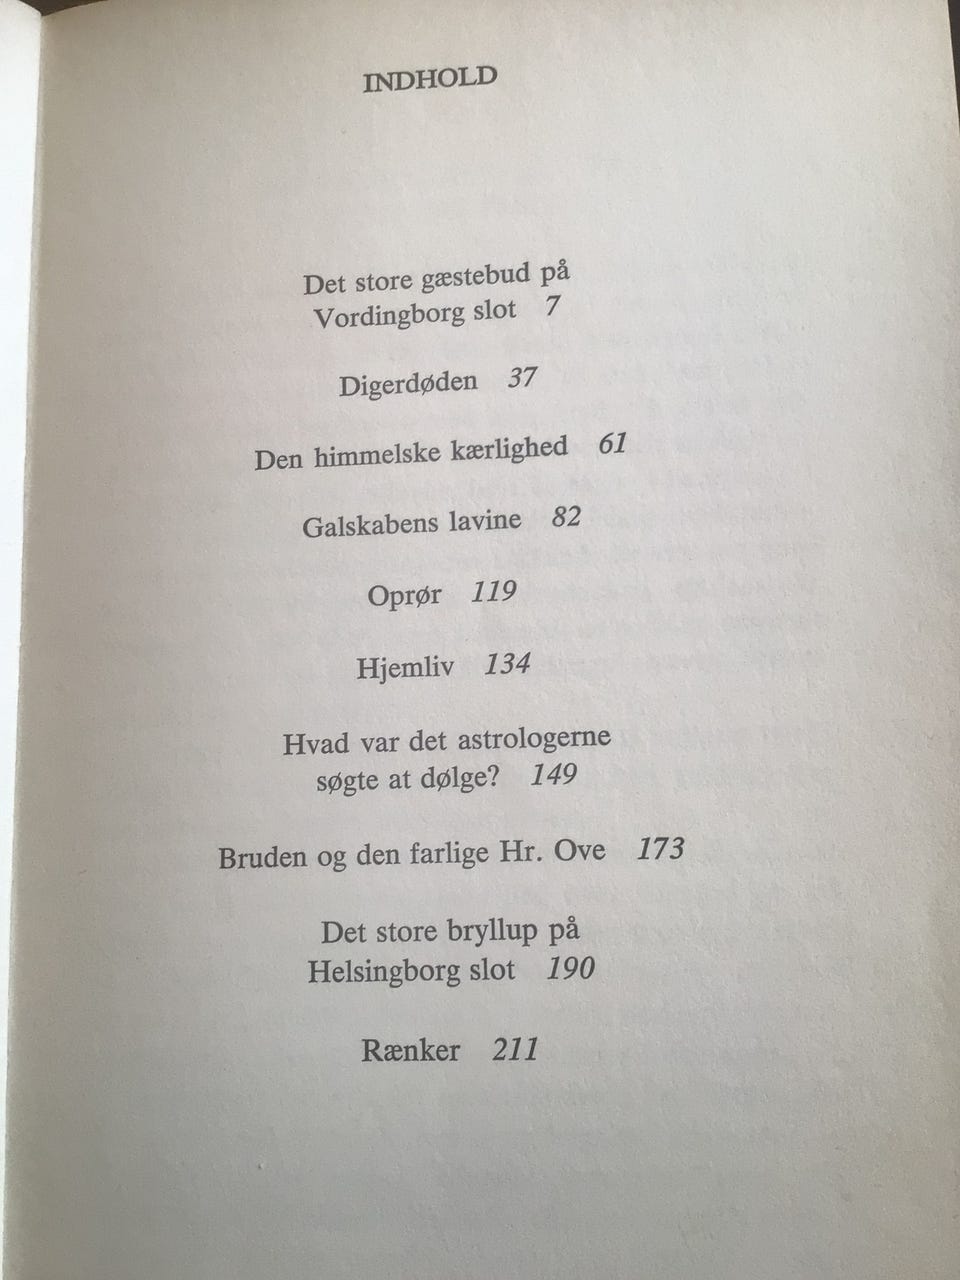 INDHOLD
Det store gæstebud på
Vordingborg slot 7
Digerdøden 37
Den himmelske kærlighed 61
Galskabens lavine 82
Oprør 119
Hjemliv 134
Hvad var det astrologerne
søgte at dølge? 149
Bruden og den farlige Hr. Ove 173
Det store bryllup på
Helsingborg slot 190
Rænker 211